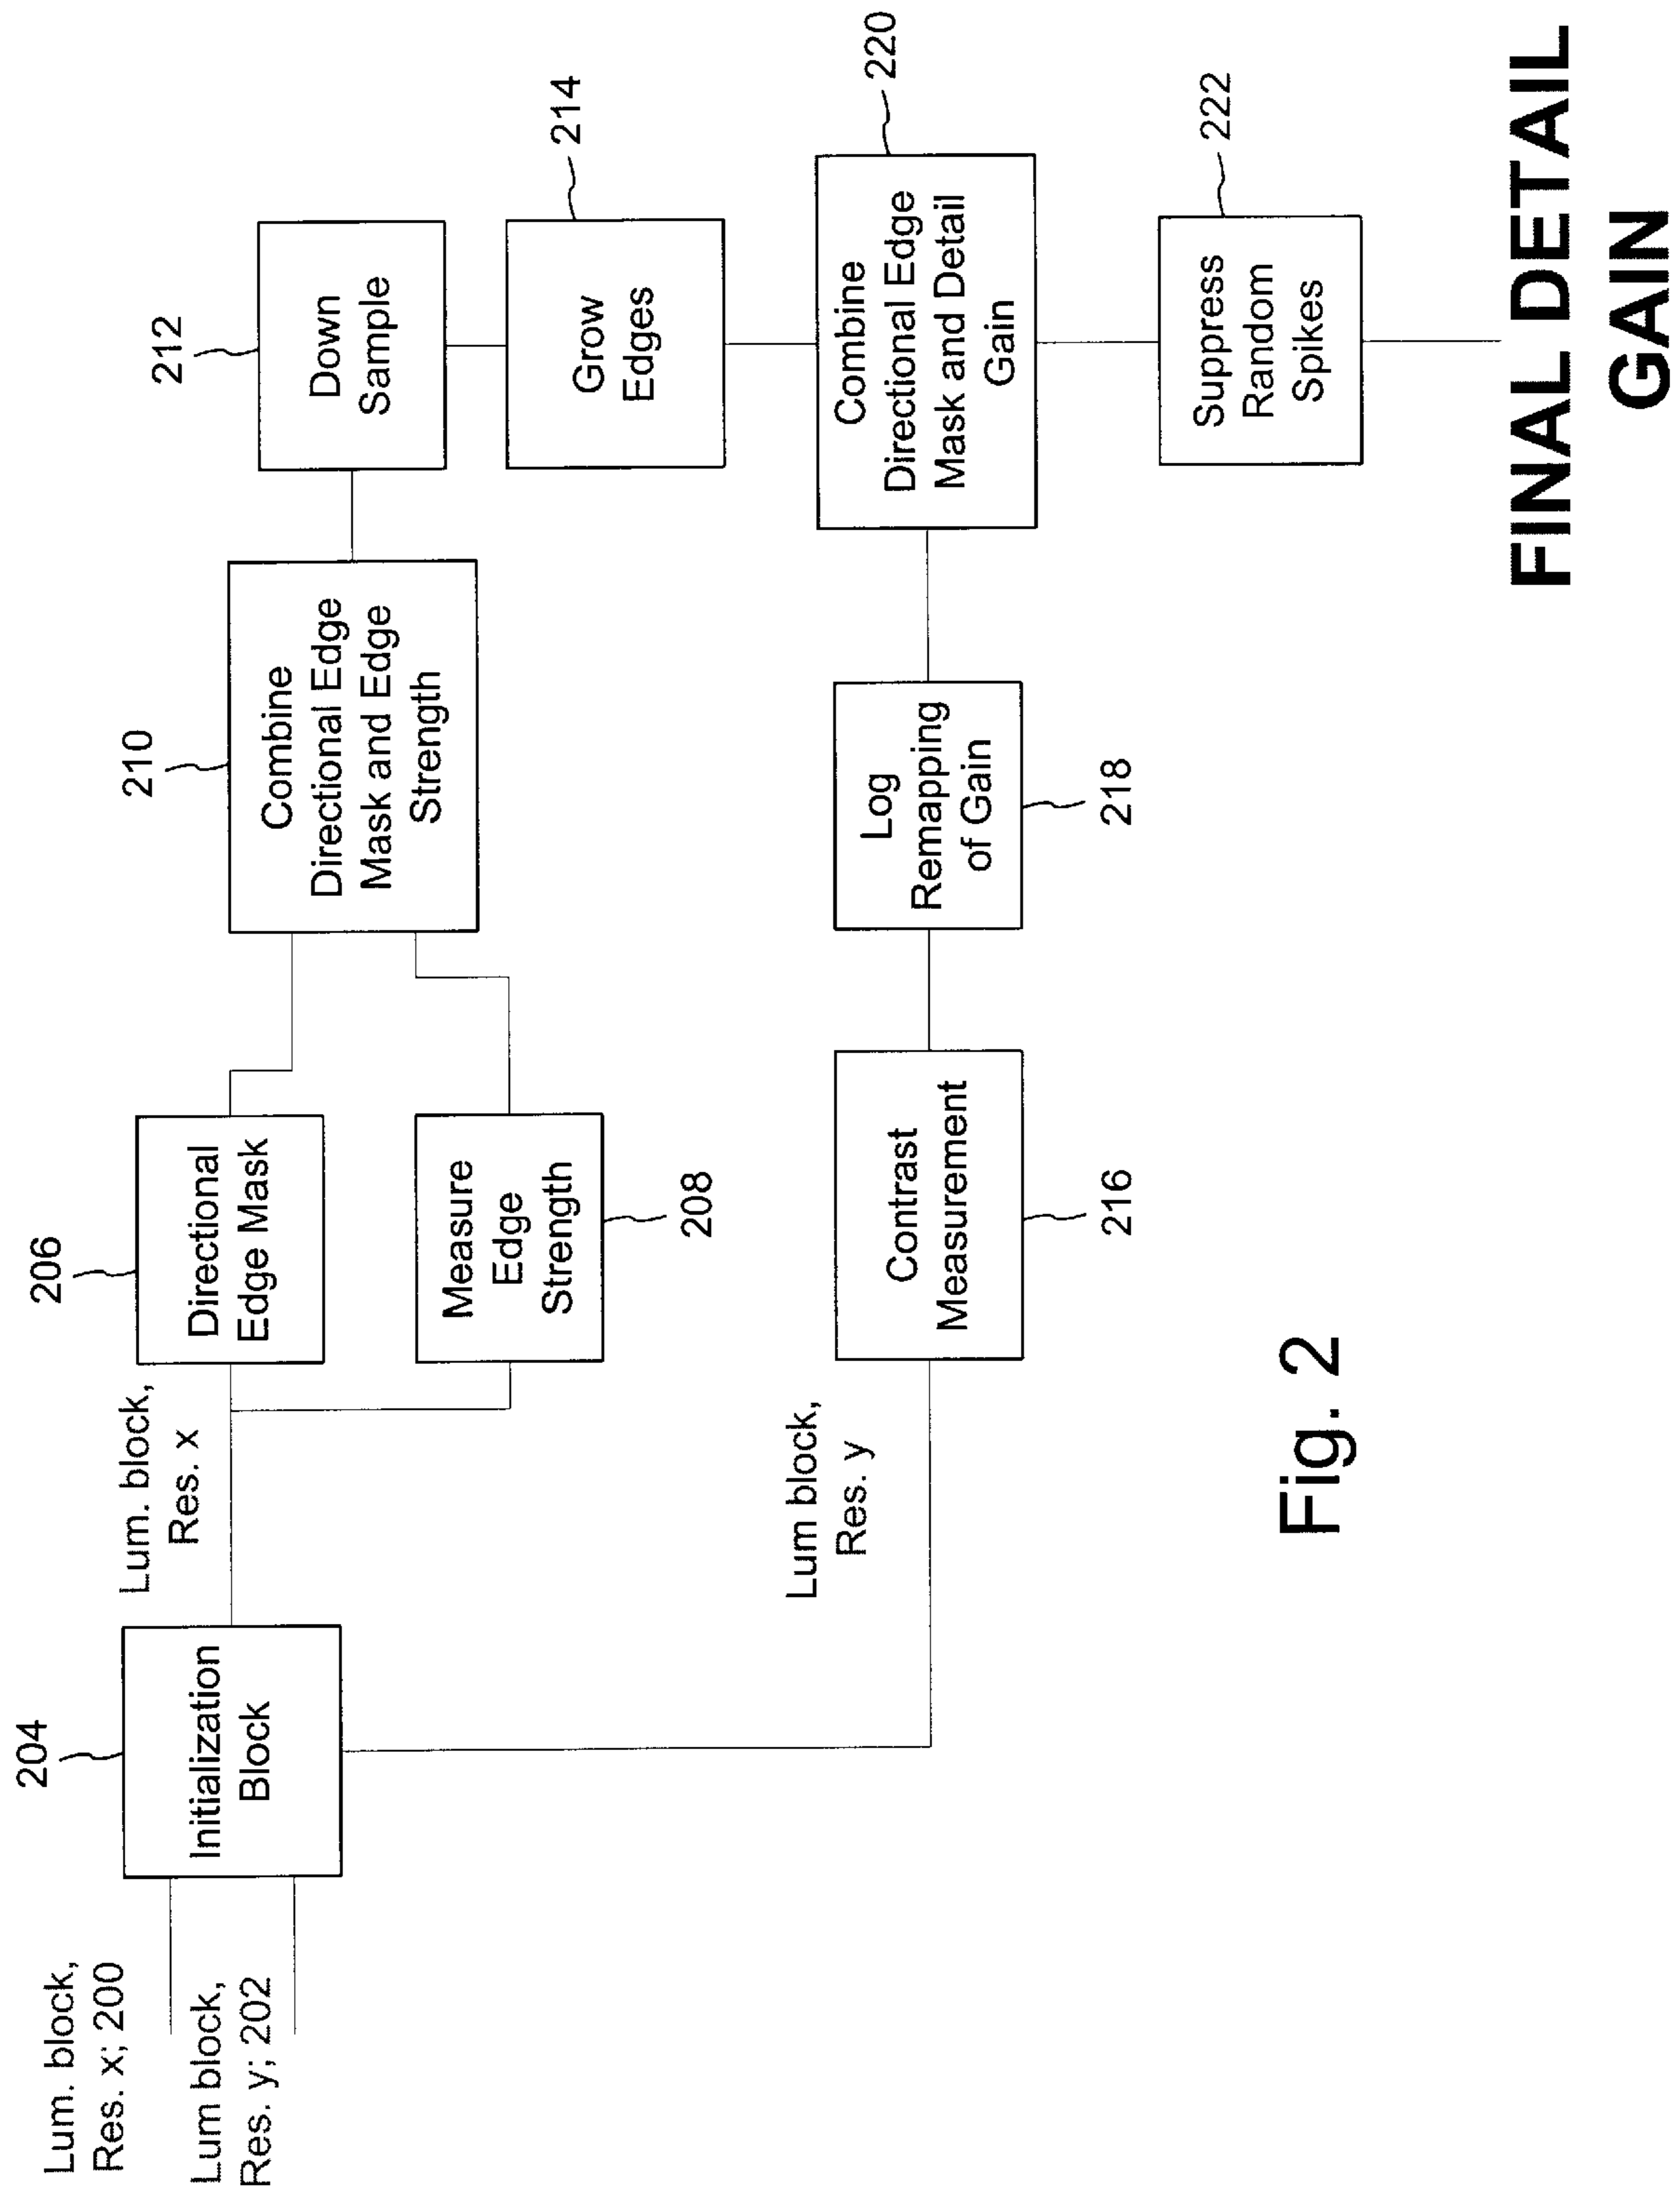 Lum. block,
Res. x; 200
Lum block,
Res. y; 202
204
Initialization
Block
Lum. block,
Res. x
206
Directional
Edge Mask
Measure
Edge
Strength
208
210
Combine
Directional Edge
Mask and Edge
Strength
212
Down
Sample
214
Grow
Edges
Lum block,
Res. y
Contrast
Measurement
216
Log
Remapping
of Gain
218
220
Combine
Directional Edge
Mask and Detail
Gain
222
Suppress
Random
Spikes
FINAL DETAIL
GAIN
Fig. 2